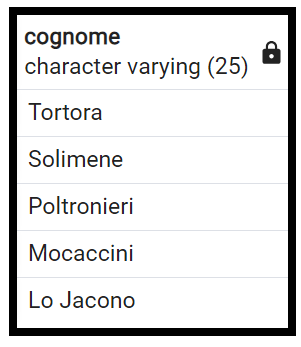 cognome
character varying (25)
Tortora
Solimene
Poltronieri
Mocaccini
Lo Jacono